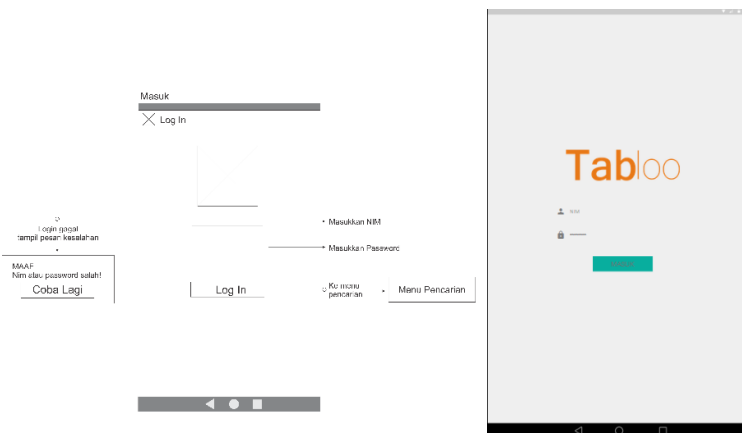 Masuk
Log In
Login gagal
tampil pesan kesalahan
MAAF
Nim atau password salah!
Coba Lagi
Masukkan NIM
Masukkan Password
Log In
Ke menu
pencarian
Menu Pencarian
Tabloo